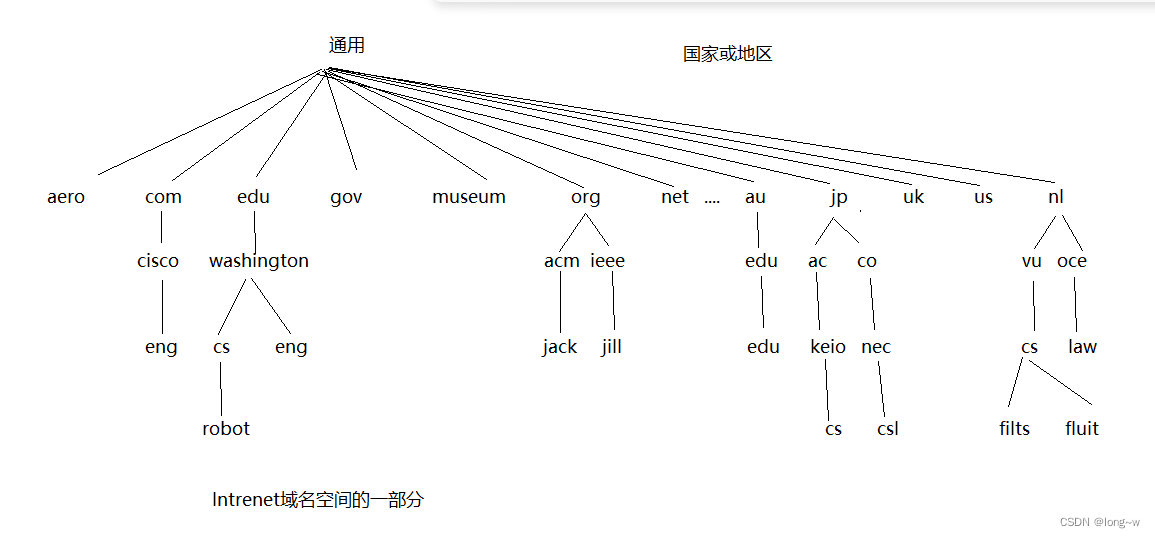 通用
国家或地区
aero com edu gov museum org net .... au jp uk us nl
cisco washington acm ieee edu ac co vu oce
eng cs eng jack jill edu keio nec cs law
robot cs csl filts fluit
Intrenet域名空间的一部分
CSDN @long~w